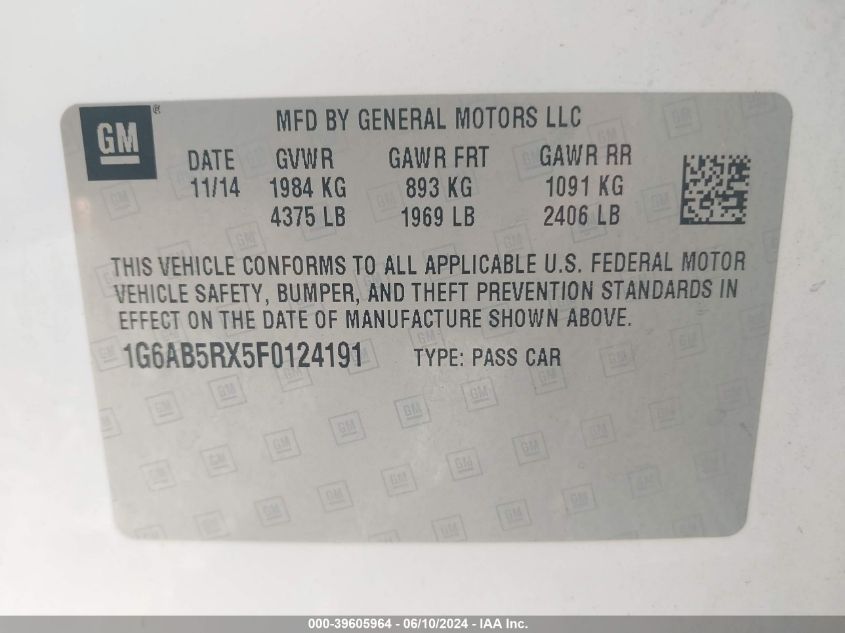 GM ®
MFD BY GENERAL MOTORS LLC
DATE GVWR GAWR FRT GAWR RR
11/14 1984 KG 893 KG 1091 KG
4375 LB 1969 LB 2406 LB
THIS VEHICLE CONFORMS TO ALL APPLICABLE U.S. FEDERAL MOTOR
VEHICLE SAFETY, BUMPER, AND THEFT PREVENTION STANDARDS IN
EFFECT ON THE DATE OF MANUFACTURE SHOWN ABOVE.
1G6AB5RX5F0124191 TYPE: PASS CAR
000-39605964 - 06/10/2024 - IAA Inc.